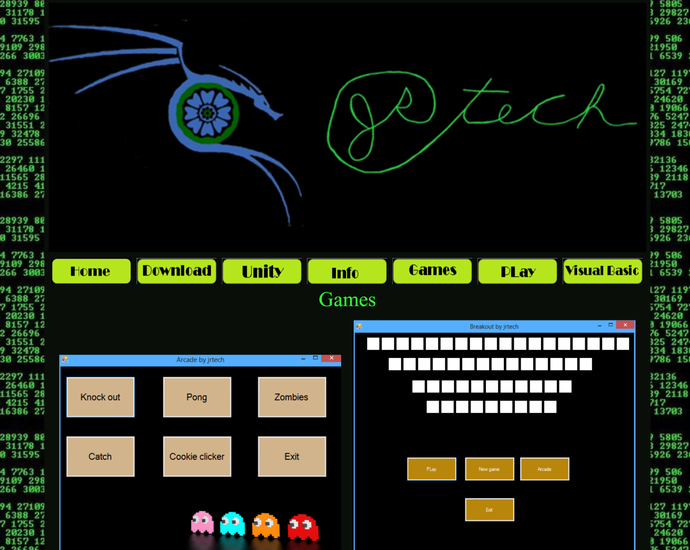 jrtech
Home Download Unity Info Games PLay Visual Basic
Games
Arcade by jrtech
Knock out Pong Zombies
Catch Cookie clicker Exit
Breakout by jrtech
PLay New game Arcade
Exit